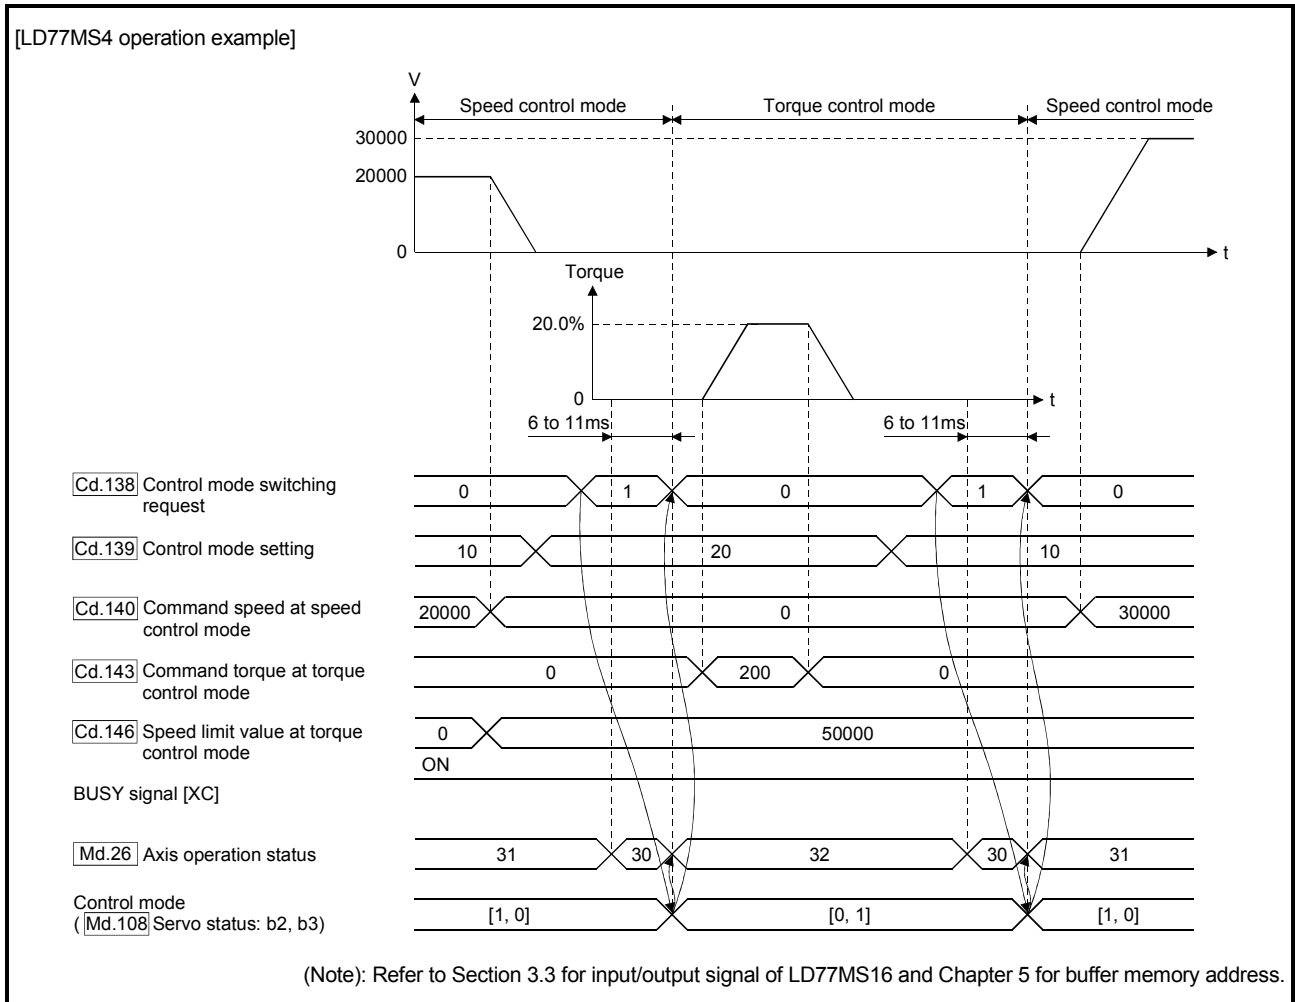 [LD77MS4 operation example]
V
Speed control mode
Torque control mode
Speed control mode
30000
20000
0
t
Torque
20.0%
0
t
6 to 11ms
6 to 11ms
Cd.138 Control mode switching
request
0
1
0
1
0
Cd.139 Control mode setting
10
20
10
Cd.140 Command speed at speed
control mode
20000
0
30000
Cd.143 Command torque at torque
control mode
0
200
0
Cd.146 Speed limit value at torque
control mode
0
50000
ON
BUSY signal [XC]
Md.26 Axis operation status
31
30
32
30
31
Control mode
( Md.108 Servo status: b2, b3)
[1, 0]
[0, 1]
[1, 0]
(Note): Refer to Section 3.3 for input/output signal of LD77MS16 and Chapter 5 for buffer memory address.